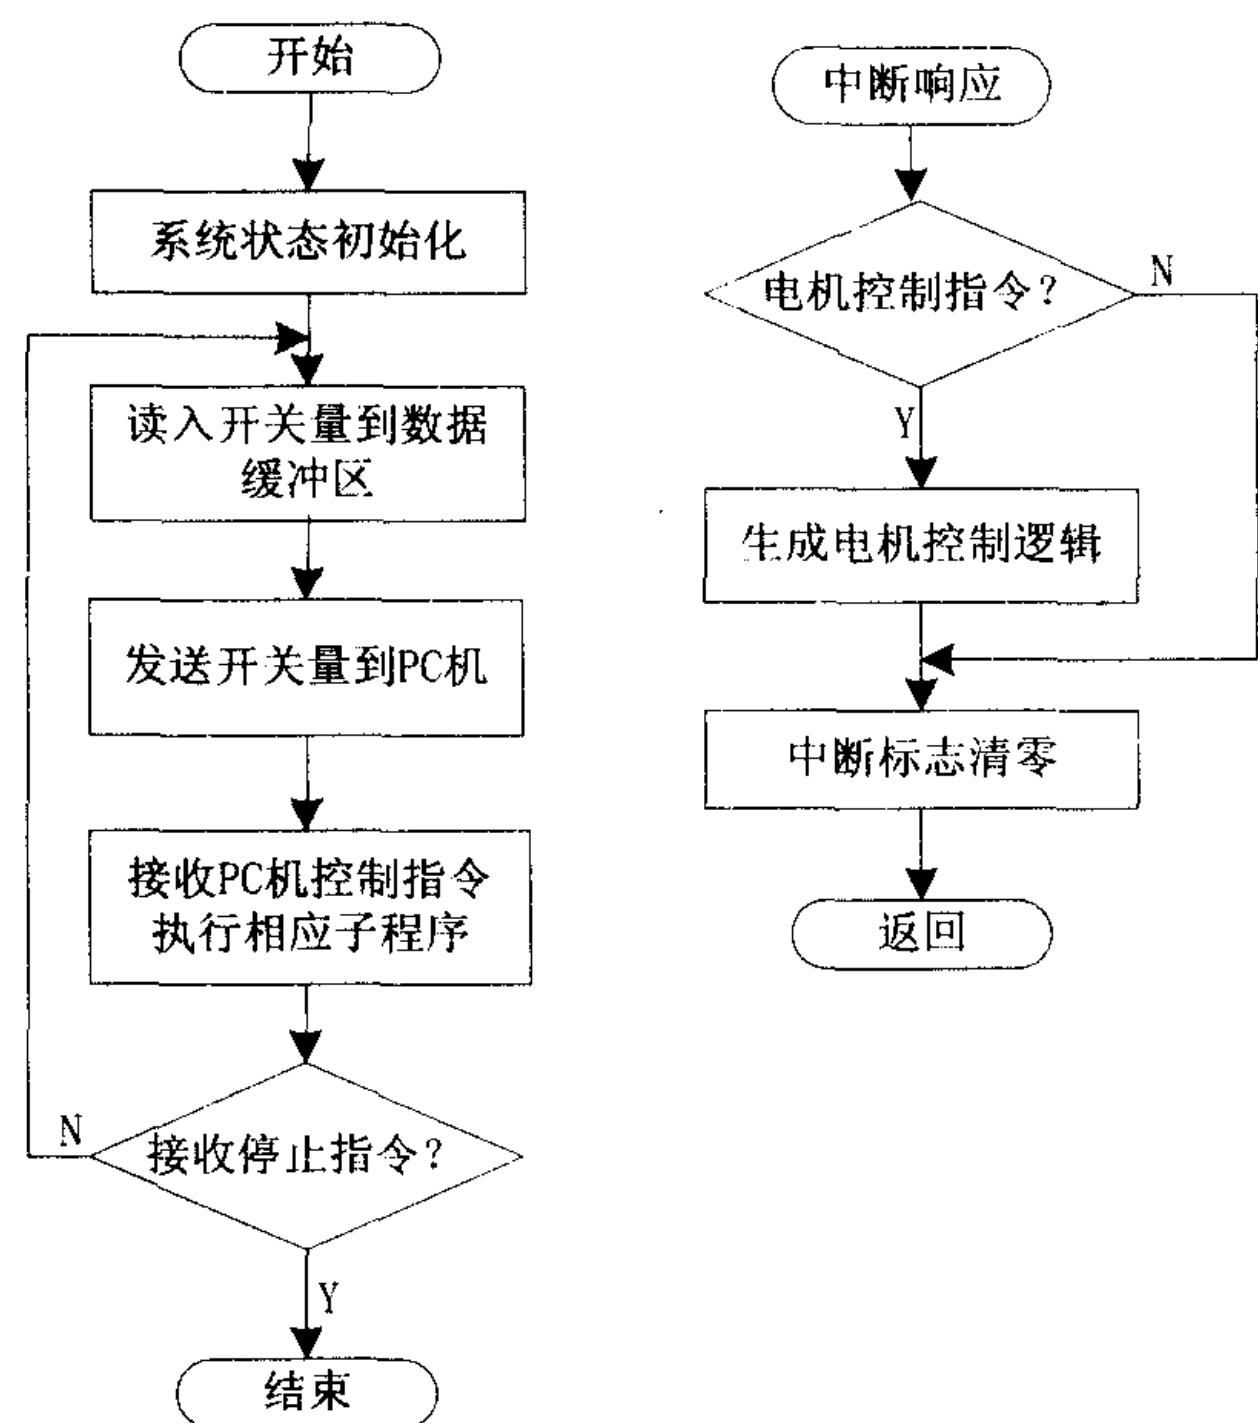 开始
系统状态初始化
读入开关量到数据
缓冲区
发送开关量到PC机
接收PC机控制指令
执行相应子程序
接收停止指令?
N
Y
结束
中断响应
电机控制指令?
N
Y
生成电机控制逻辑
中断标志清零
返回